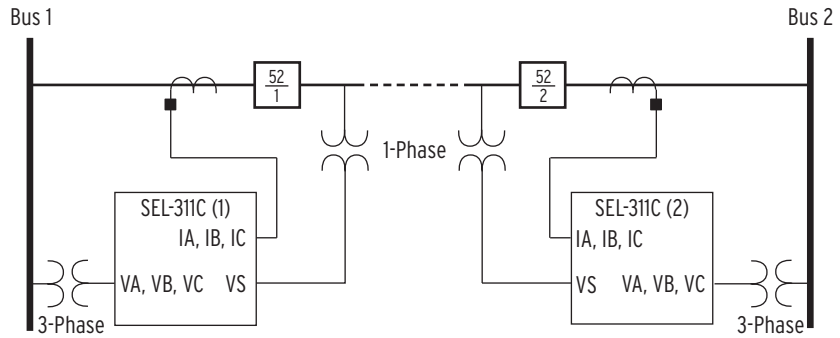 Bus 1
Bus 2
52
1
52
2
1-Phase
SEL-311C (1)
IA, IB, IC
VA, VB, VC VS
3-Phase
SEL-311C (2)
IA, IB, IC
VS VA, VB, VC
3-Phase